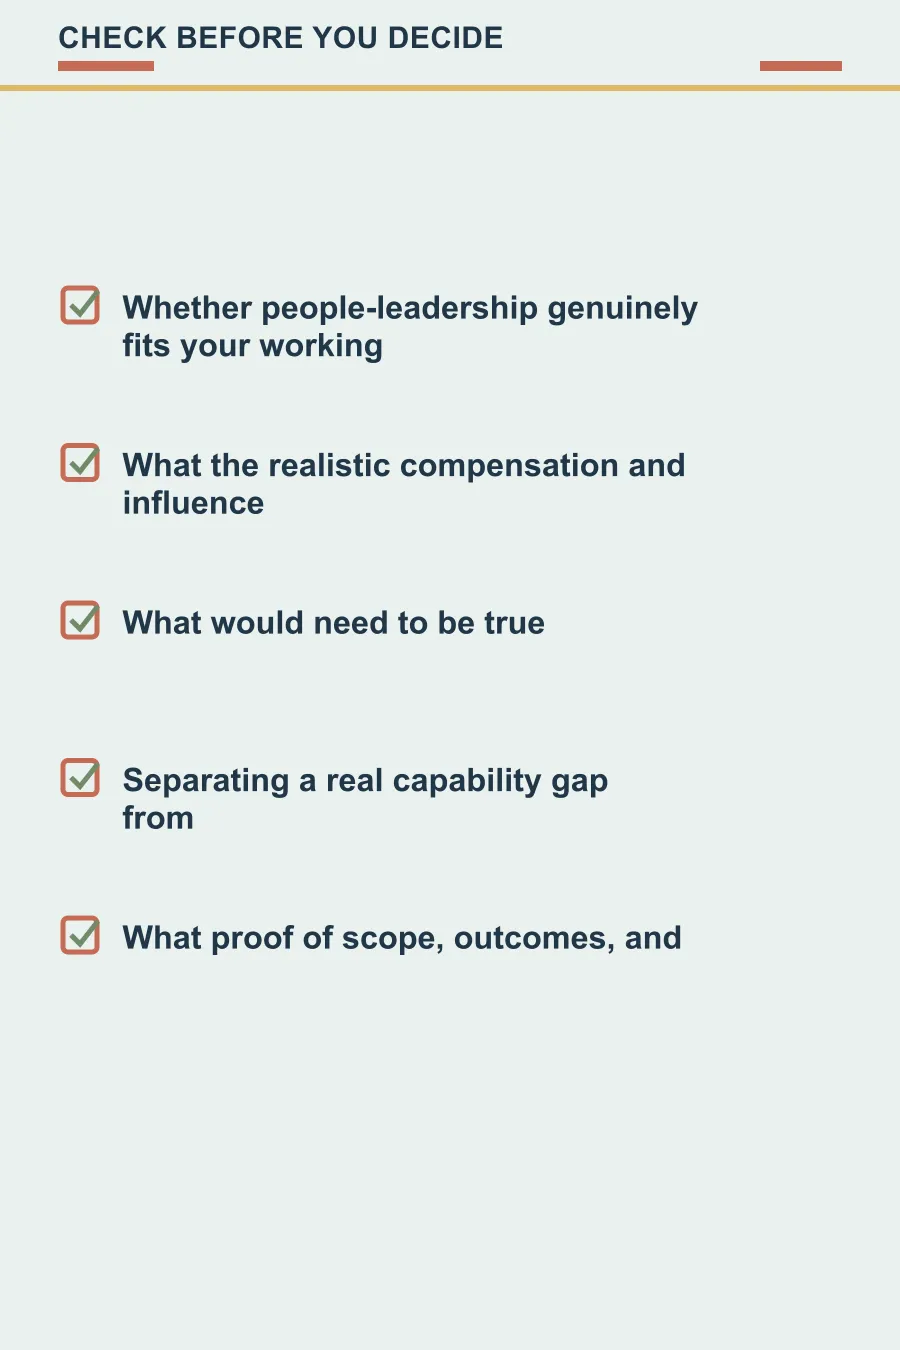 CHECK BEFORE YOU DECIDE
Whether people-leadership genuinely
fits your working
What the realistic compensation and
influence
What would need to be true
Separating a real capability gap
from
What proof of scope, outcomes, and